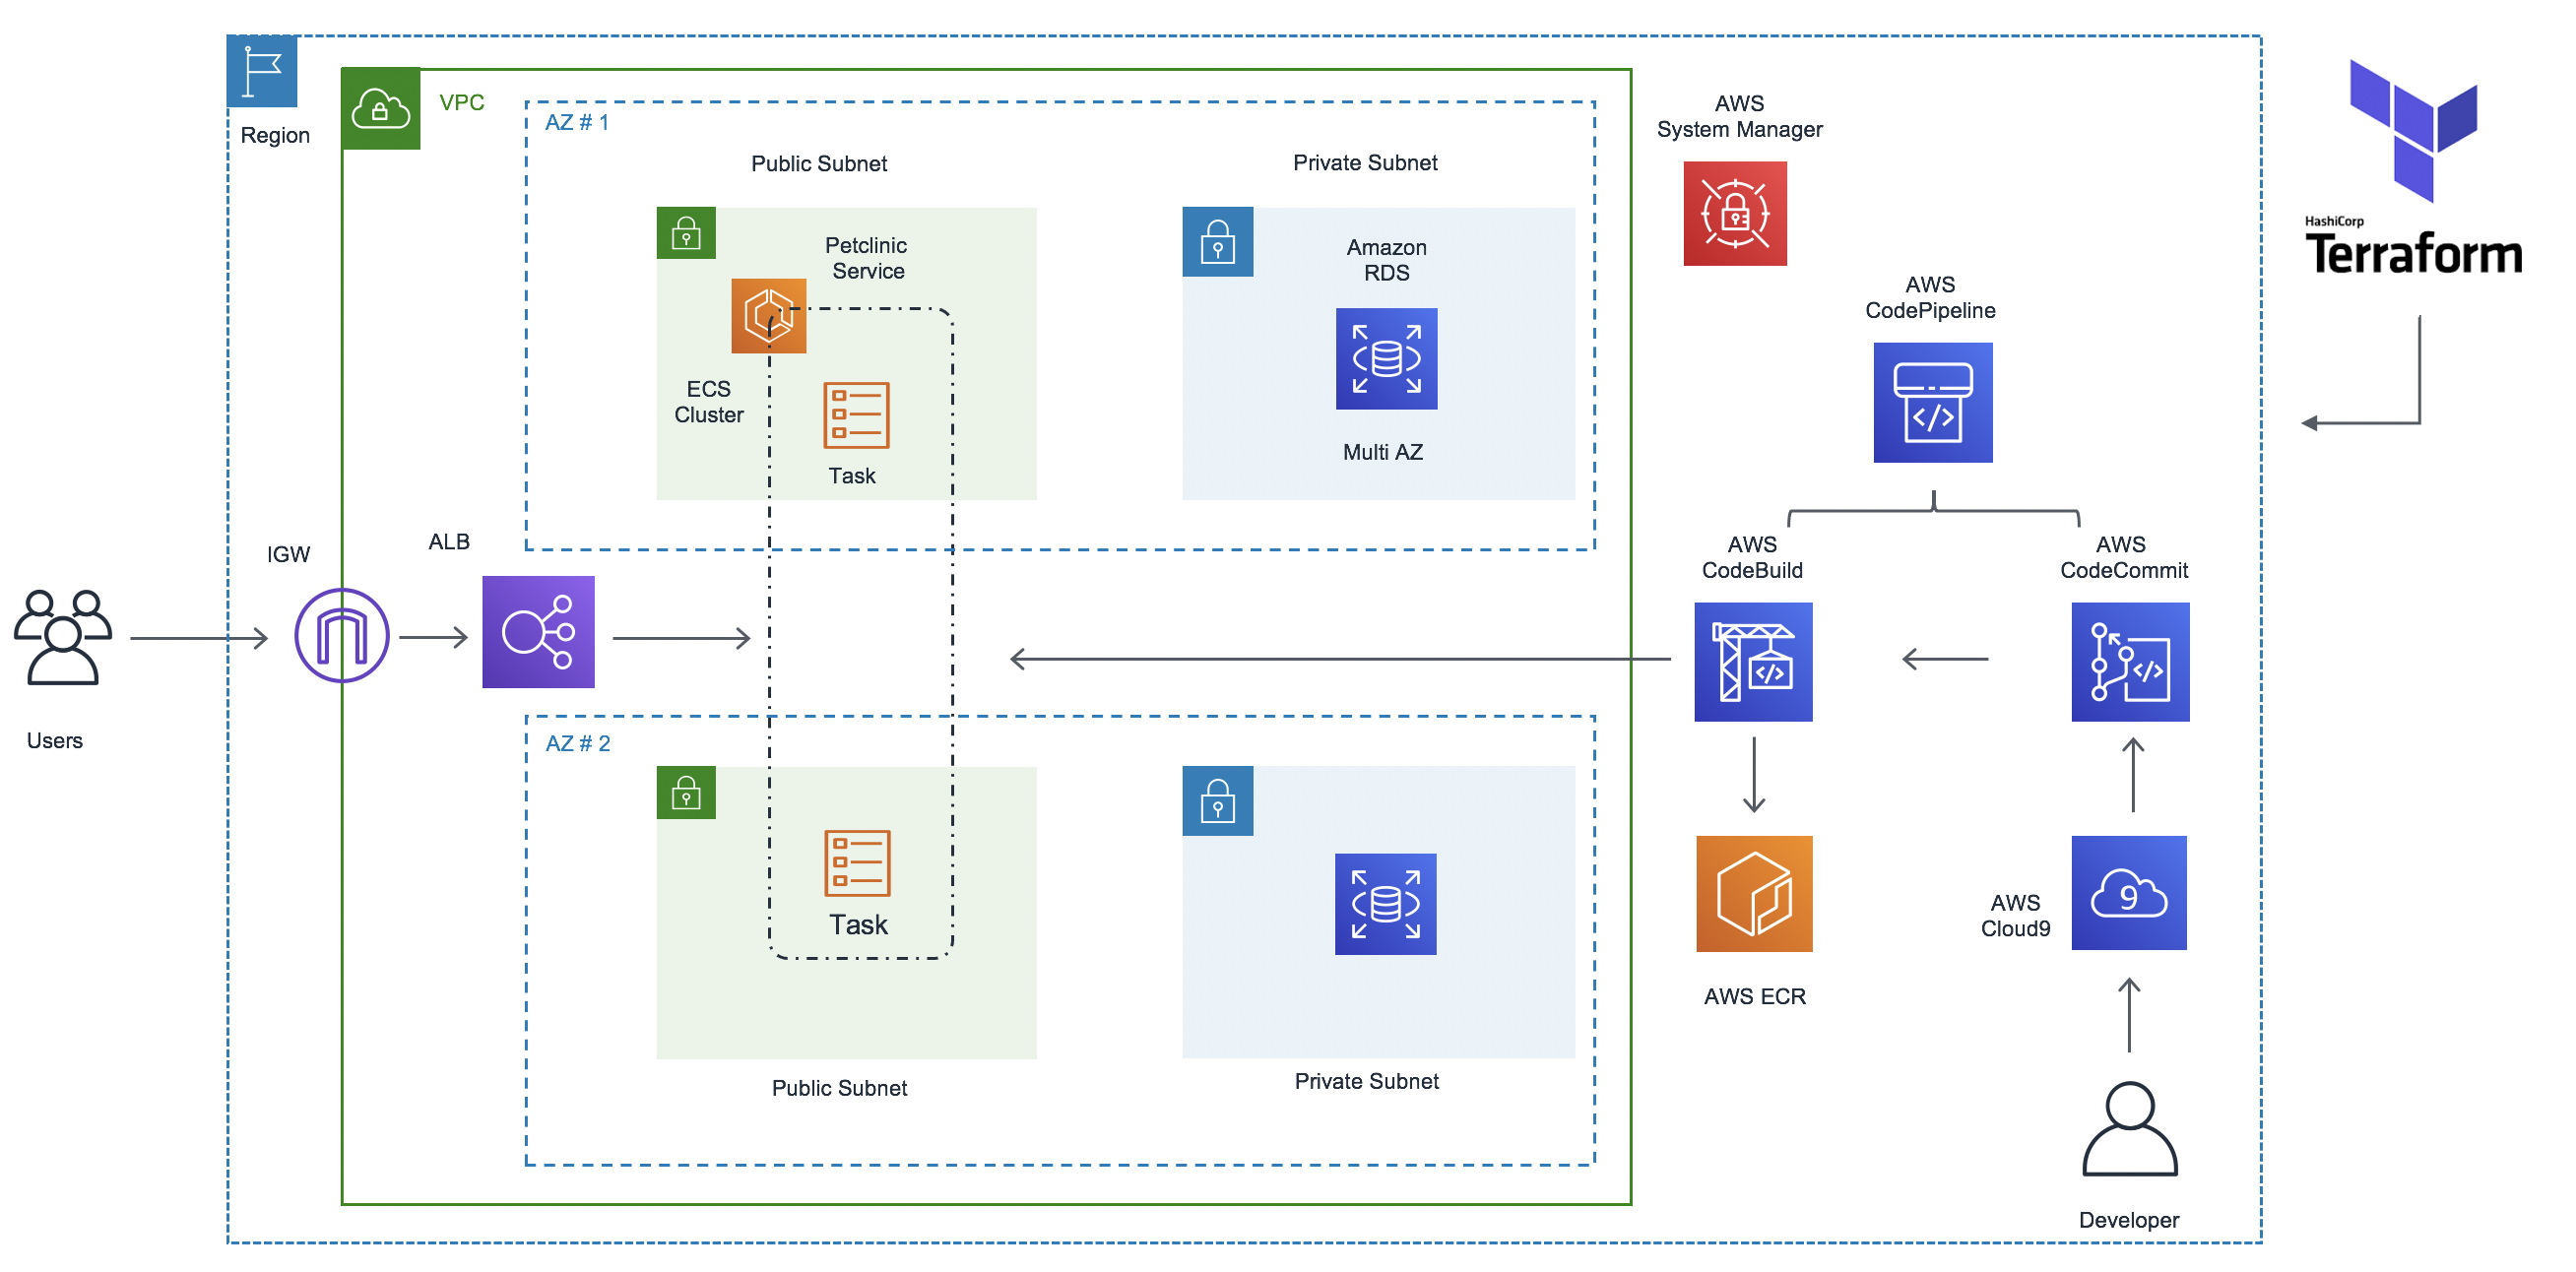 Region
VPC
AZ # 1
Public Subnet
Private Subnet
Petclinic
Service
ECS
Cluster
Task
Amazon
RDS
Multi AZ
AWS
System Manager
HashiCorp
Terraform
AWS
CodePipeline
IGW
ALB
Users
AWS
CodeBuild
</>
AWS
CodeCommit
</>
</>
AZ # 2
Task
Public Subnet
Private Subnet
AWS ECR
AWS
Cloud9
9
Developer